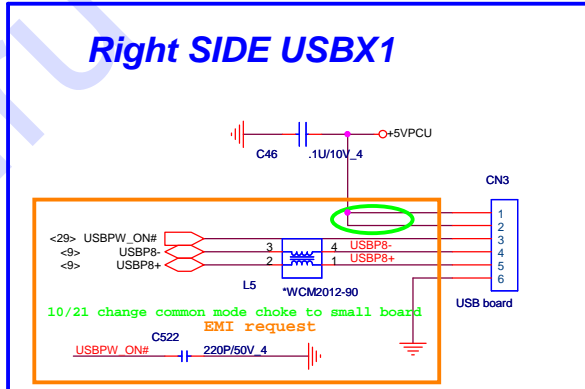 Right SIDE USBX1
+5VPCU
C46 .1U/10V_4
CN3
1
2
<29> USBPW_ON# 3
<9> USBP8- 3 4 USBP8- 4
<9> USBP8+ 2 1 USBP8+ 5
6
L5
*WCM2012-90
USB board
10/21 change common mode choke to small board
EMI request
C522
USBPW_ON# 220P/50V_4